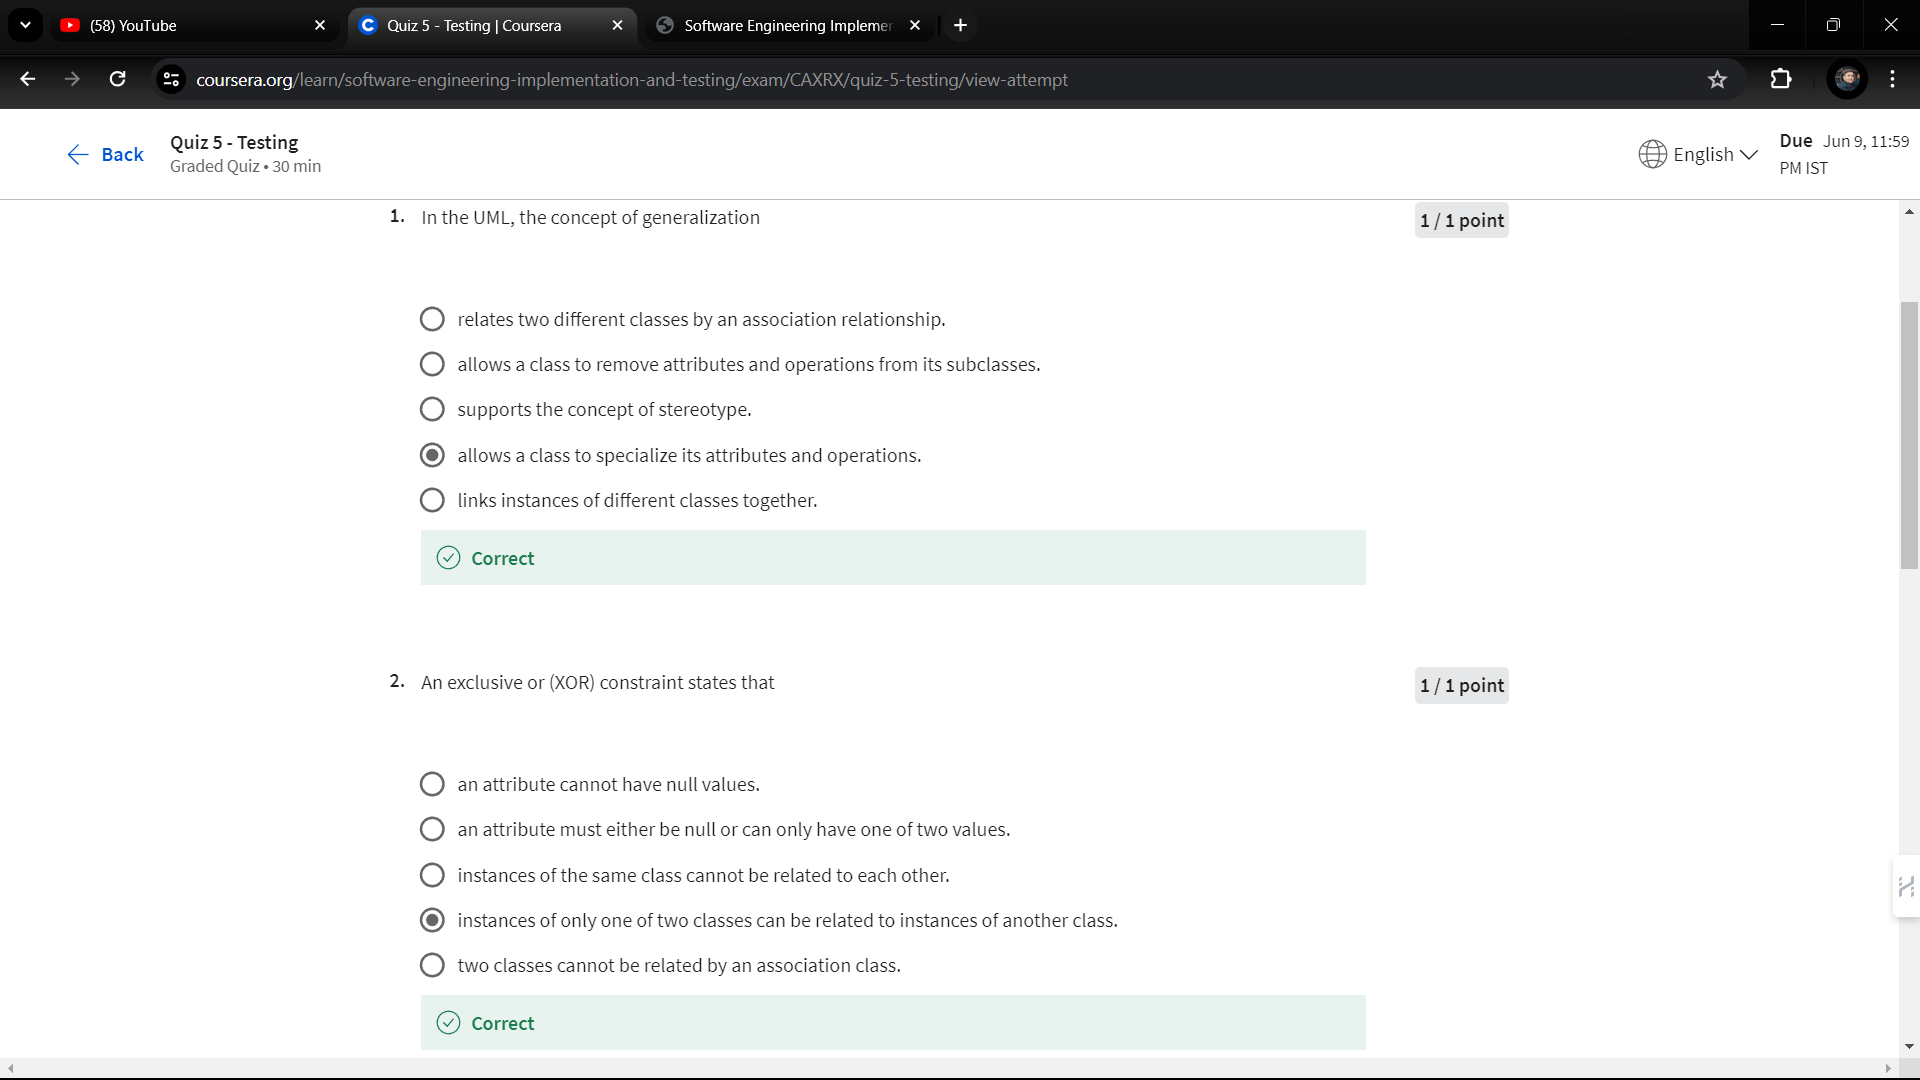 (58) YouTube
Quiz 5 - Testing | Coursera
Software Engineering Implemer
coursera.org/learn/software-engineering-implementation-and-testing/exam/CAXRX/quiz-5-testing/view-attempt
Back
Quiz 5 - Testing
Graded Quiz • 30 min
English
Due Jun 9, 11:59
PM IST
1. In the UML, the concept of generalization
1 / 1 point
relates two different classes by an association relationship.
allows a class to remove attributes and operations from its subclasses.
supports the concept of stereotype.
allows a class to specialize its attributes and operations.
links instances of different classes together.
Correct
2. An exclusive or (XOR) constraint states that
1 / 1 point
an attribute cannot have null values.
an attribute must either be null or can only have one of two values.
instances of the same class cannot be related to each other.
instances of only one of two classes can be related to instances of another class.
two classes cannot be related by an association class.
Correct